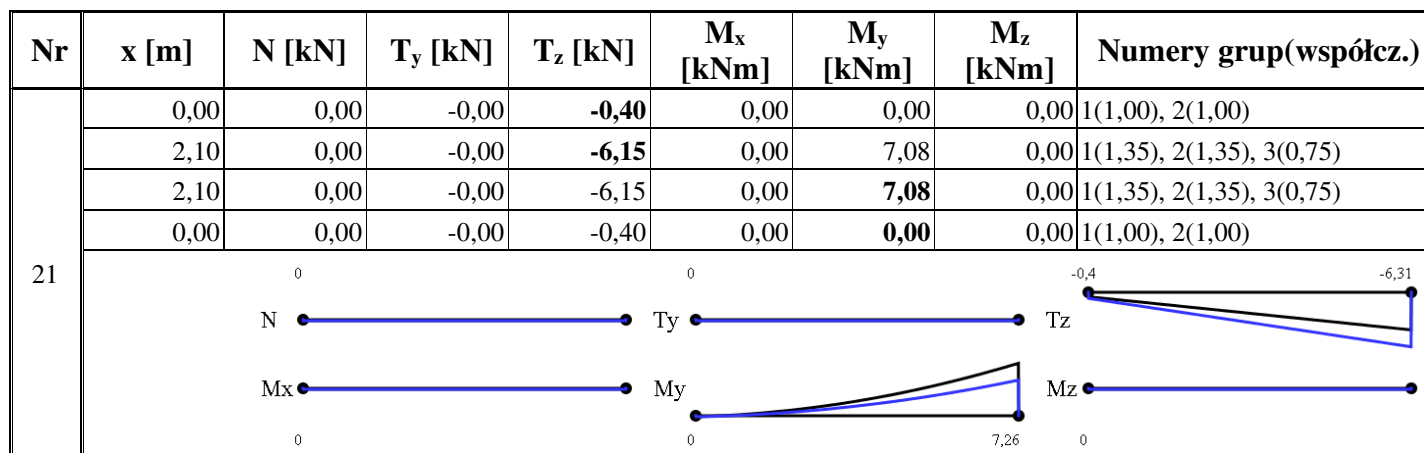 Nr x [m] N [kN] Ty [kN] Tz [kN] Mx [kNm] My [kNm] Mz [kNm] Numery grup(współcz.)
0,00 0,00 -0,00 -0,40 0,00 0,00 0,00 1(1,00), 2(1,00)
2,10 0,00 -0,00 -6,15 0,00 7,08 0,00 1(1,35), 2(1,35), 3(0,75)
2,10 0,00 -0,00 -6,15 0,00 7,08 0,00 1(1,35), 2(1,35), 3(0,75)
0,00 0,00 -0,00 -0,40 0,00 0,00 0,00 1(1,00), 2(1,00)
21
0 0 -0,4 -6,31
N Ty Tz
Mx My Mz
0 0 7,26 0